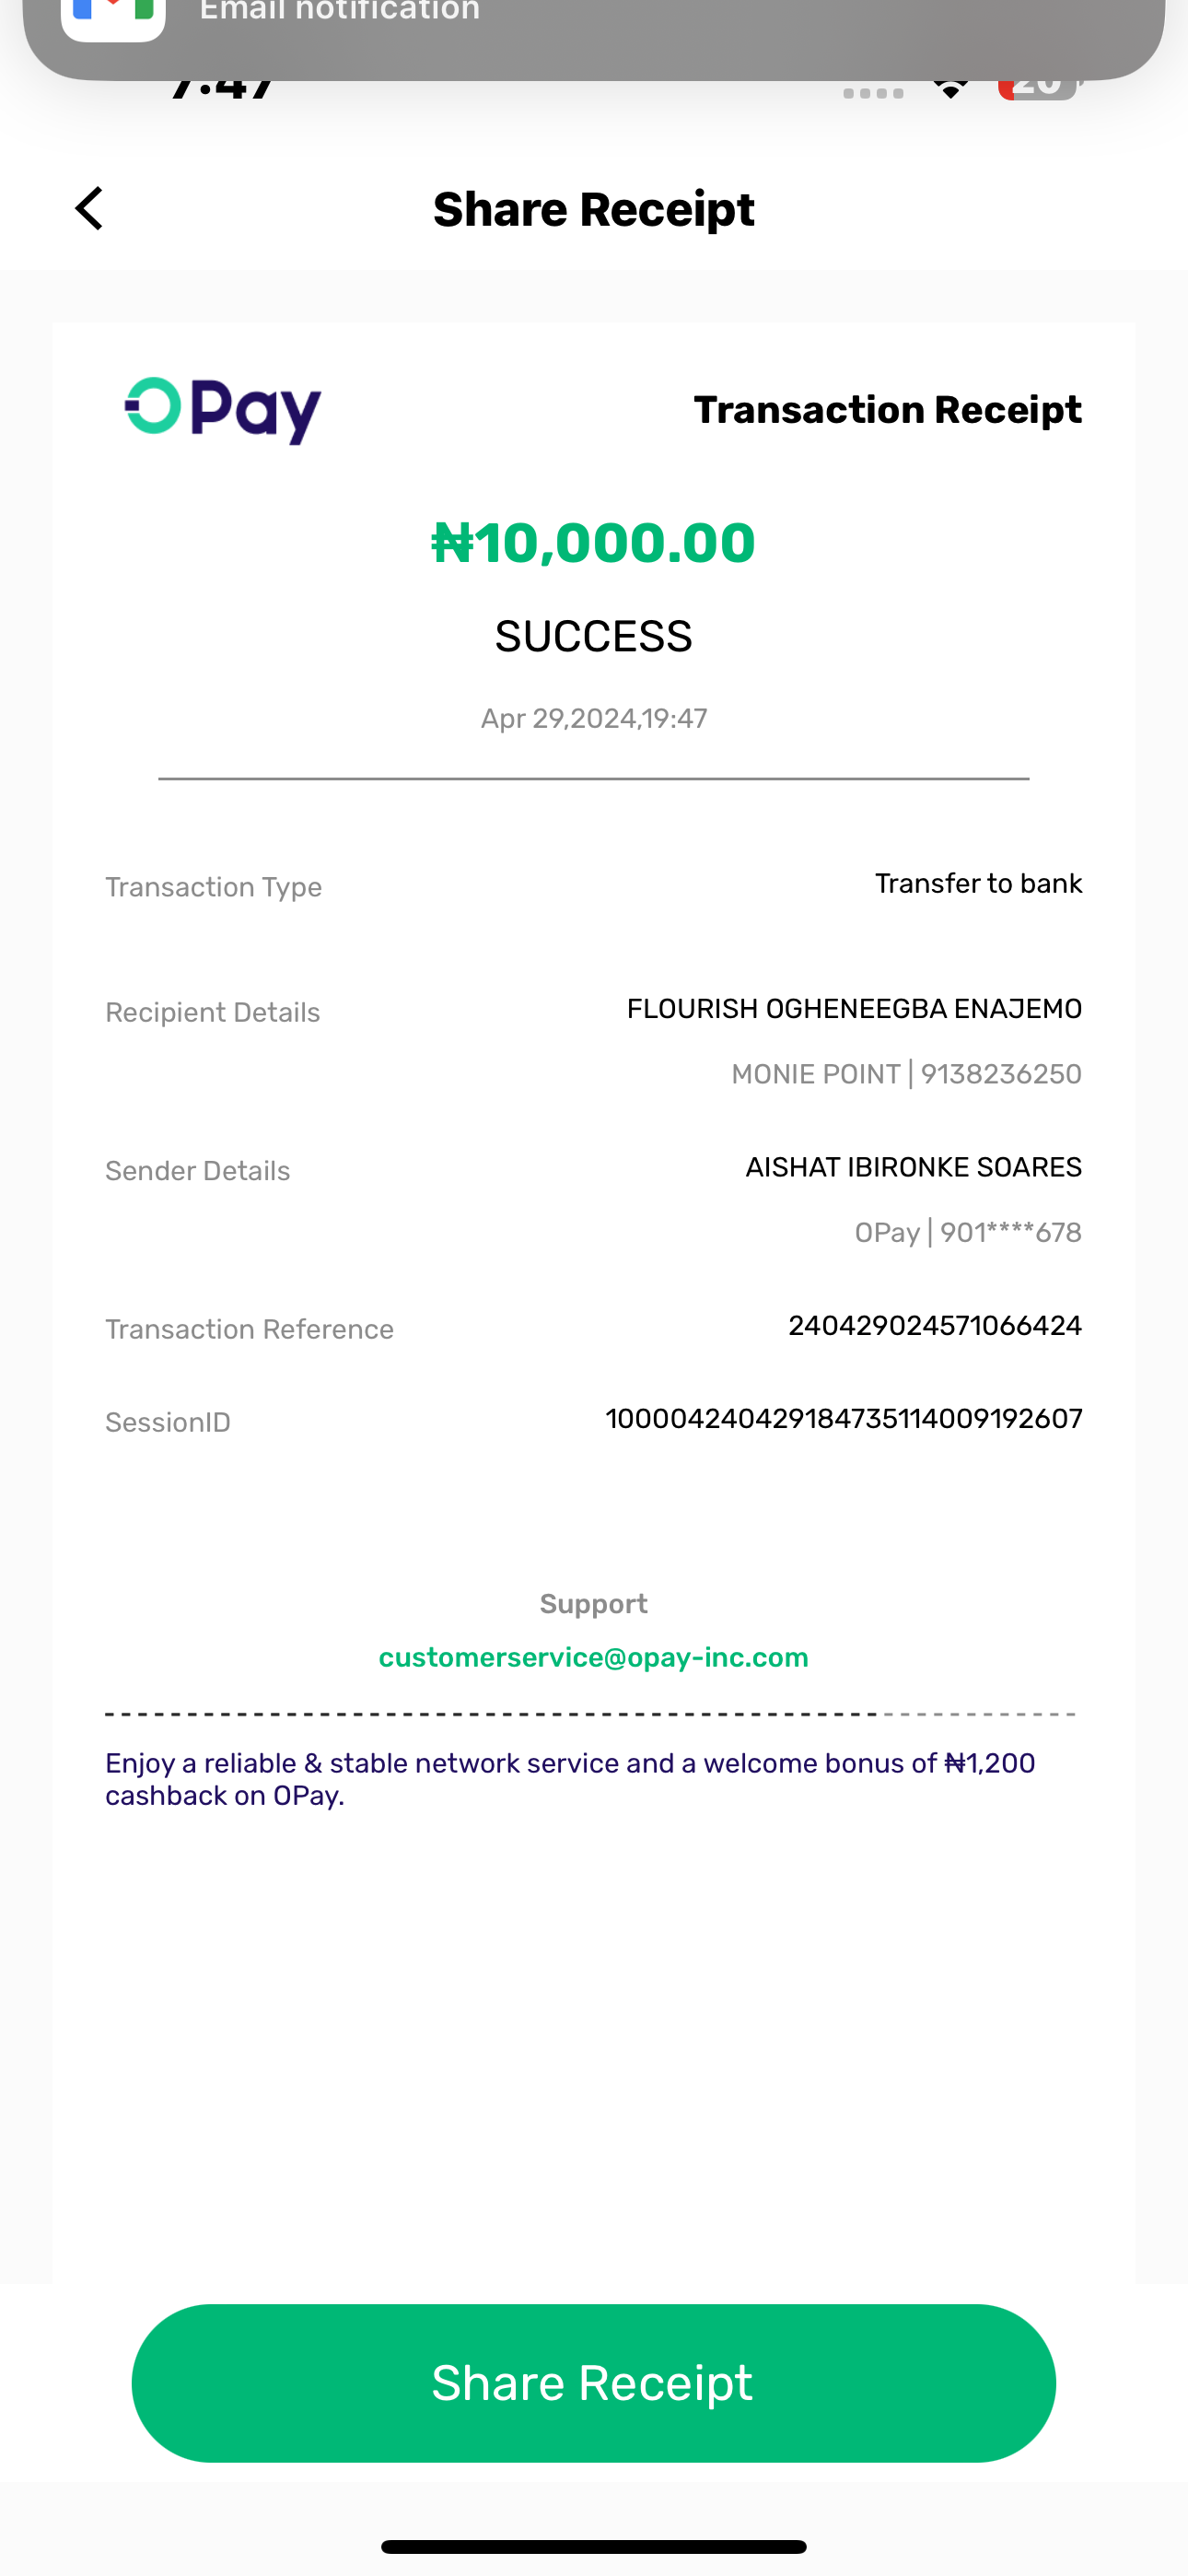 Email notification
7:47
20
Share Receipt
OPay
Transaction Receipt
₦10,000.00
SUCCESS
Apr 29,2024,19:47
Transaction Type
Transfer to bank
Recipient Details
FLOURISH OGHENEEGBA ENAJEMO
MONIE POINT | 9138236250
Sender Details
AISHAT IBIRONKE SOARES
OPay | 901****678
Transaction Reference
240429024571066424
SessionID
100004240429184735114009192607
Support
customerservice@opay-inc.com
Enjoy a reliable & stable network service and a welcome bonus of ₦1,200
cashback on OPay.
Share Receipt